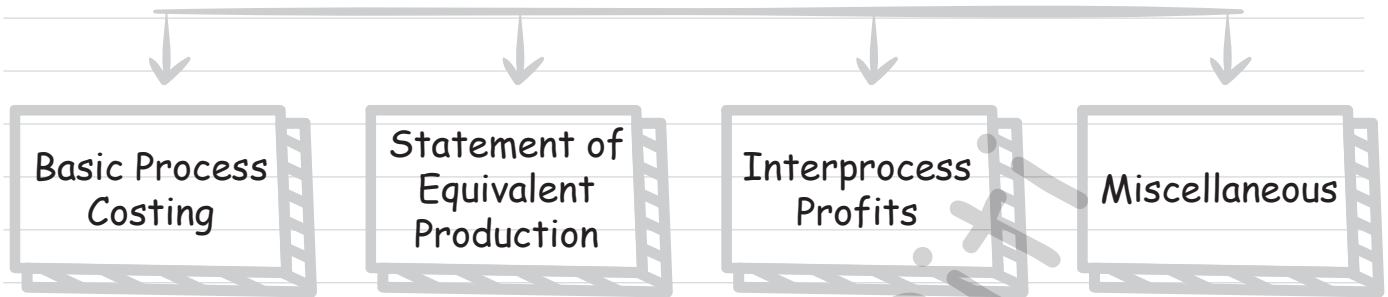 Basic Process
Costing
Statement of
Equivalent
Production
Interprocess
Profits
Miscellaneous